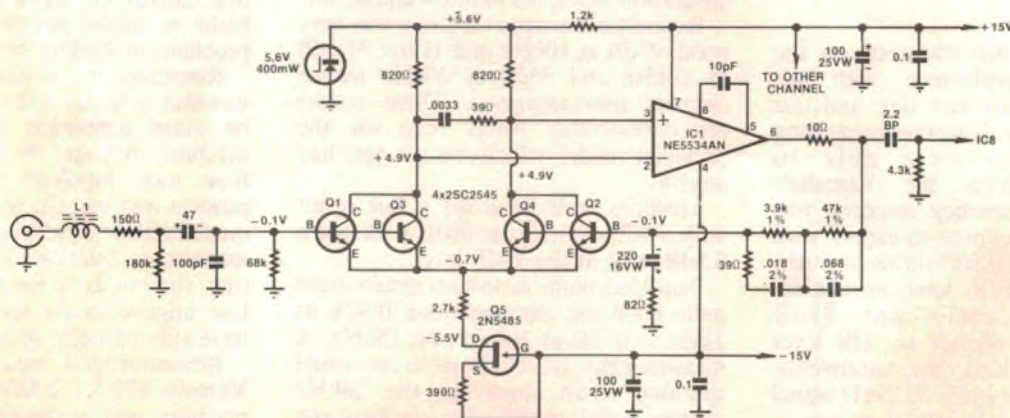 +5.6V
1.2k
+15V
5.6V
400mW
820Ω
820Ω
10pF
TO OTHER
CHANNEL
100
25VW
0.1
.0033
39Ω
7
8
5
3
+
IC1
NE5534AN
6
10Ω
2.2
BP
IC8
2
-
4
4.3k
+4.9V
+4.9V
4x2SC2545
L1
150Ω
47
-0.1V
Q1
C
B
E
Q3
C
B
E
Q4
C
B
E
Q2
C
B
E
-0.1V
3.9k
1%
47k
1%
180k
100pF
68k
-0.7V
220
16VW
39Ω
.018
2%
.068
2%
82Ω
2.7k
-5.5V
Q5
2N5485
D
G
S
-15V
390Ω
100
25VW
0.1